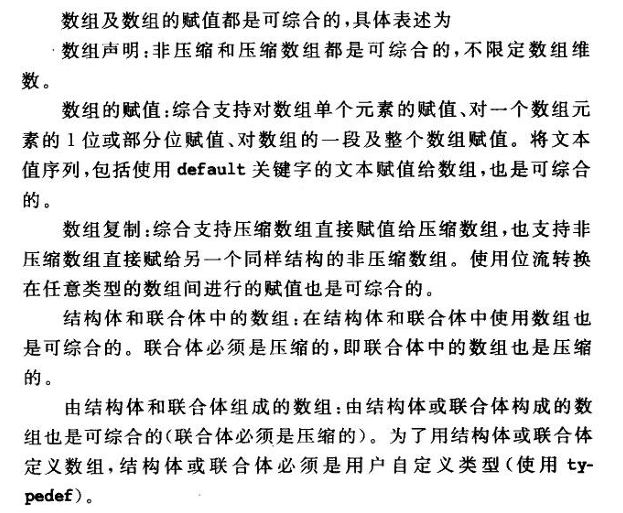 数组及数组的赋值都是可综合的,具体表述为
数组声明:非压缩和压缩数组都是可综合的,不限定数组维
数。
数组的赋值:综合支持对数组单个元素的赋值、对一个数组元
素的 1 位或部分位赋值、对数组的一段及整个数组赋值。将文本
值序列,包括使用 default 关键字的文本赋值给数组,也是可综合
的。
数组复制:综合支持压缩数组直接赋值给压缩数组,也支持非
压缩数组直接赋给另一个同样结构的非压缩数组。使用位流转换
在任意类型的数组间进行的赋值也是可综合的。
结构体和联合体中的数组:在结构体和联合体中使用数组也
是可综合的。联合体必须是压缩的,即联合体中的数组也是压缩
的。
由结构体和联合体组成的数组:由结构体或联合体构成的数
组也是可综合的(联合体必须是压缩的)。为了用结构体或联合体
定义数组,结构体或联合体必须是用户自定义类型(使用 ty-
pedef)。